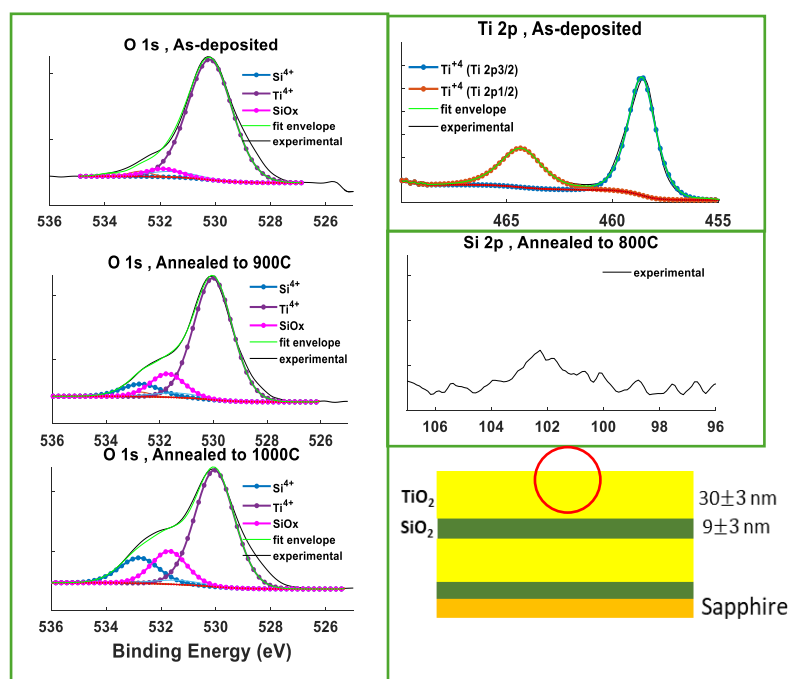 O 1s , As-deposited
Si4+
Ti4+
SiOx
fit envelope
experimental
536 534 532 530 528 526
O 1s , Annealed to 900C
Si4+
Ti4+
SiOx
fit envelope
experimental
536 534 532 530 528 526
O 1s , Annealed to 1000C
Si4+
Ti4+
SiOx
fit envelope
experimental
536 534 532 530 528 526
Binding Energy (eV)
Ti 2p , As-deposited
Ti+4 (Ti 2p3/2)
Ti+4 (Ti 2p1/2)
fit envelope
experimental
465 460 455
Si 2p , Annealed to 800C
experimental
106 104 102 100 98 96
TiO2 30±3 nm
SiO2 9±3 nm
Sapphire